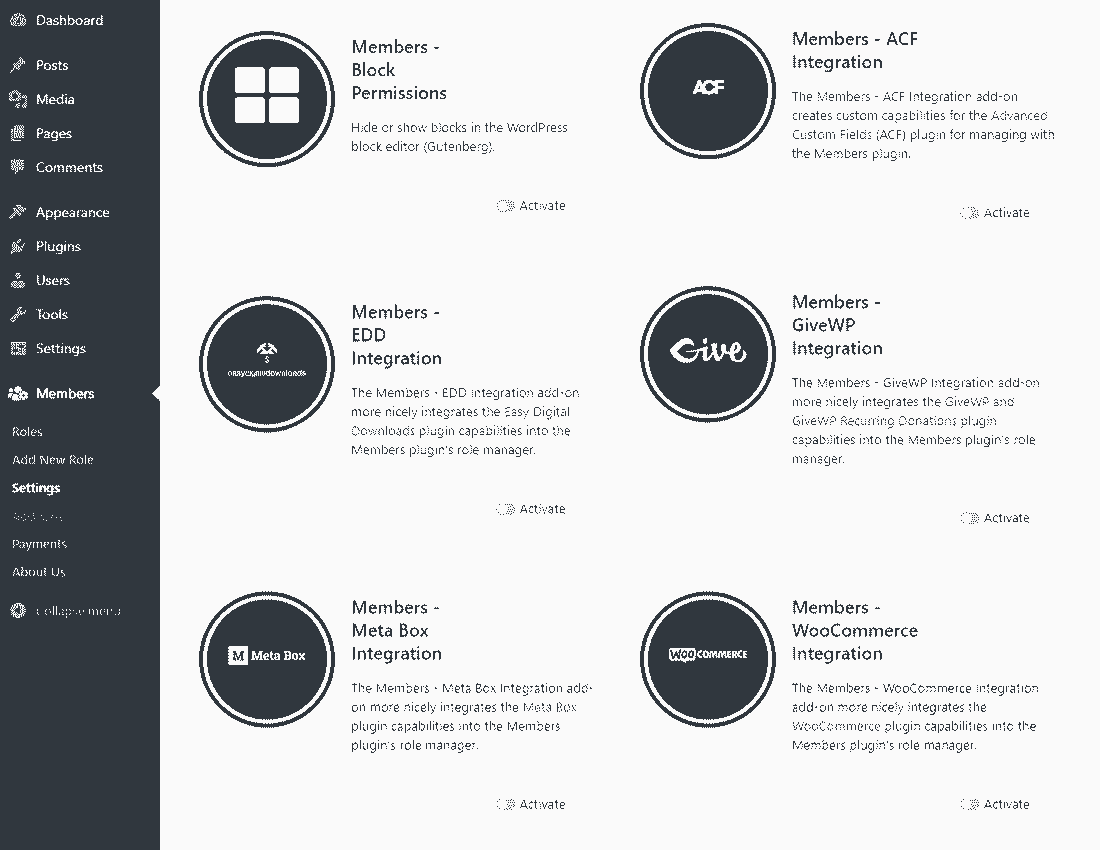 Dashboard
Posts
Media
Pages
Comments
Appearance
Plugins
Users
Tools
Settings
Members
Roles
Add New Role
Settings
Payments
About Us
Collapse menu
Members -
Block
Permissions
Hide or show blocks in the WordPress
block editor (Gutenberg).
Activate
ACF
Members - ACF
Integration
The Members - ACF Integration add-on
creates custom capabilities for the Advanced
Custom Fields (ACF) plugin for managing with
the Members plugin.
Activate
Members -
EDD
Integration
The Members - EDD Integration add-on
more nicely integrates the Easy Digital
Downloads plugin capabilities into the
Members plugin's role manager.
Activate
Give
Members -
GiveWP
Integration
The Members - GiveWP Integration add-on
more nicely integrates the GiveWP and
GiveWP Recurring Donations plugin
capabilities into the Members plugin's role
manager.
Activate
M Meta Box
Members -
Meta Box
Integration
The Members - Meta Box Integration add-
on more nicely integrates the Meta Box
plugin capabilities into the Members
plugin's role manager.
Activate
WOO COMMERCE
Members -
WooCommerce
Integration
The Members - WooCommerce Integration
add-on more nicely integrates the
WooCommerce plugin capabilities into the
Members plugin's role manager.
Activate